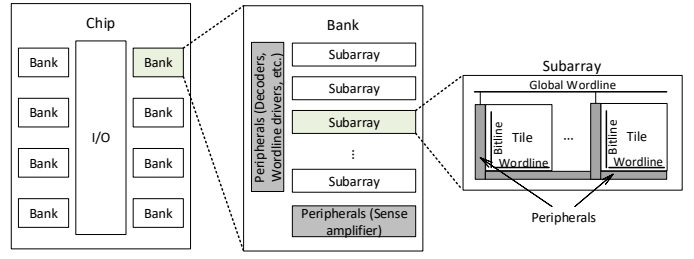 Chip
Bank
Bank
Bank
Bank
I/O
Bank
Bank
Bank
Bank
Bank
Peripherals (Decoders,
Wordline drivers, etc.)
Subarray
Subarray
Subarray
...
Subarray
Peripherals (Sense
amplifier)
Subarray
Global Wordline
Bitline
Tile
Wordline
...
Bitline
Tile
Wordline
Peripherals